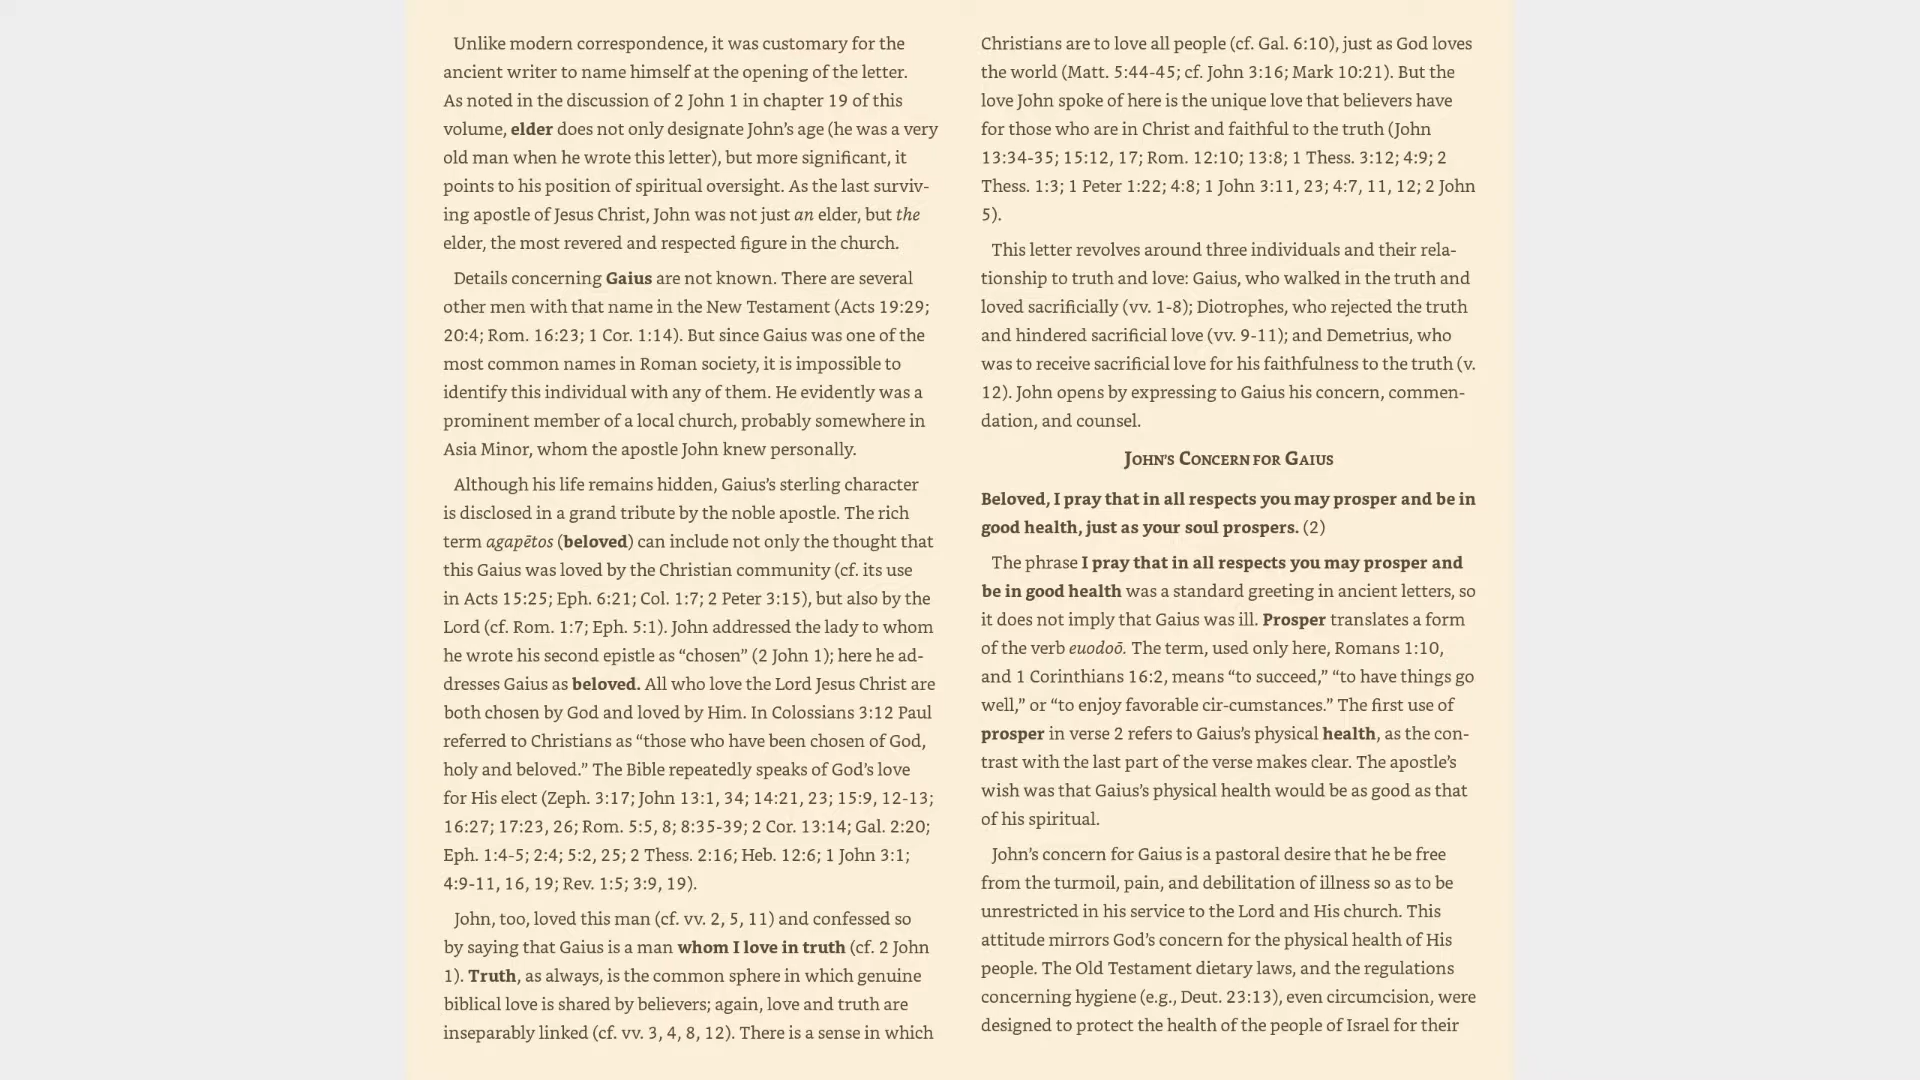 Unlike modern correspondence, it was customary for the
ancient writer to name himself at the opening of the letter.
As noted in the discussion of 2 John 1 in chapter 19 of this
volume, elder does not only designate John’s age (he was a very
old man when he wrote this letter), but more significant, it
points to his position of spiritual oversight. As the last surviv-
ing apostle of Jesus Christ, John was not just an elder, but the
elder, the most revered and respected figure in the church.
Details concerning Gaius are not known. There are several
other men with that name in the New Testament (Acts 19:29;
20:4; Rom. 16:23; 1 Cor. 1:14). But since Gaius was one of the
most common names in Roman society, it is impossible to
identify this individual with any of them. He evidently was a
prominent member of a local church, probably somewhere in
Asia Minor, whom the apostle John knew personally.
Although his life remains hidden, Gaius’s sterling character
is disclosed in a grand tribute by the noble apostle. The rich
term agapētos (beloved) can include not only the thought that
this Gaius was loved by the Christian community (cf. its use
in Acts 15:25; Eph. 6:21; Col. 1:7; 2 Peter 3:15), but also by the
Lord (cf. Rom. 1:7; Eph. 5:1). John addressed the lady to whom
he wrote his second epistle as “chosen” (2 John 1); here he ad-
dresses Gaius as beloved. All who love the Lord Jesus Christ are
both chosen by God and loved by Him. In Colossians 3:12 Paul
referred to Christians as “those who have been chosen of God,
holy and beloved.” The Bible repeatedly speaks of God’s love
for His elect (Zeph. 3:17; John 13:1, 34; 14:21, 23; 15:9, 12-13;
16:27; 17:23, 26; Rom. 5:5, 8; 8:35-39; 2 Cor. 13:14; Gal. 2:20;
Eph. 1:4-5; 2:4; 5:2, 25; 2 Thess. 2:16; Heb. 12:6; 1 John 3:1;
4:9-11, 16, 19; Rev. 1:5; 3:9, 19).
John, too, loved this man (cf. vv. 2, 5, 11) and confessed so
by saying that Gaius is a man whom I love in truth (cf. 2 John
1). Truth, as always, is the common sphere in which genuine
biblical love is shared by believers; again, love and truth are
inseparably linked (cf. vv. 3, 4, 8, 12). There is a sense in which
Christians are to love all people (cf. Gal. 6:10), just as God loves
the world (Matt. 5:44-45; cf. John 3:16; Mark 10:21). But the
love John spoke of here is the unique love that believers have
for those who are in Christ and faithful to the truth (John
13:34-35; 15:12, 17; Rom. 12:10; 13:8; 1 Thess. 3:12; 4:9; 2
Thess. 1:3; 1 Peter 1:22; 4:8; 1 John 3:11, 23; 4:7, 11, 12; 2 John
5).
This letter revolves around three individuals and their rela-
tionship to truth and love: Gaius, who walked in the truth and
loved sacrificially (vv. 1-8); Diotrophes, who rejected the truth
and hindered sacrificial love (vv. 9-11); and Demetrius, who
was to receive sacrificial love for his faithfulness to the truth (v.
12). John opens by expressing to Gaius his concern, commen-
dation, and counsel.
John’s Concern for Gaius
Beloved, I pray that in all respects you may prosper and be in
good health, just as your soul prospers. (2)
The phrase I pray that in all respects you may prosper and
be in good health was a standard greeting in ancient letters, so
it does not imply that Gaius was ill. Prosper translates a form
of the verb euodoō. The term, used only here, Romans 1:10,
and 1 Corinthians 16:2, means “to succeed,” “to have things go
well,” or “to enjoy favorable cir-cumstances.” The first use of
prosper in verse 2 refers to Gaius’s physical health, as the con-
trast with the last part of the verse makes clear. The apostle’s
wish was that Gaius’s physical health would be as good as that
of his spiritual.
John’s concern for Gaius is a pastoral desire that he be free
from the turmoil, pain, and debilitation of illness so as to be
unrestricted in his service to the Lord and His church. This
attitude mirrors God’s concern for the physical health of His
people. The Old Testament dietary laws, and the regulations
concerning hygiene (e.g., Deut. 23:13), even circumcision, were
designed to protect the health of the people of Israel for their